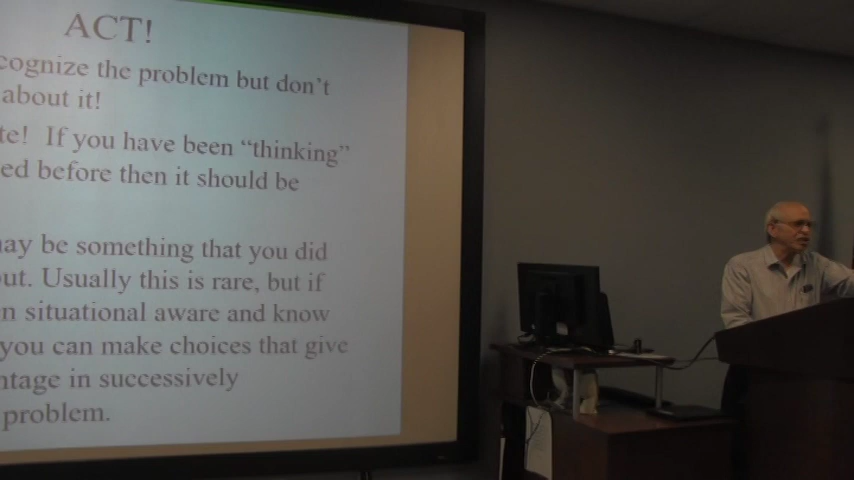 ACT!
cognize the problem but don't
about it!
te! If you have been “thinking”
ed before then it should be
may be something that you did
out. Usually this is rare, but if
n situational aware and know
you can make choices that give
ntage in successively
problem.